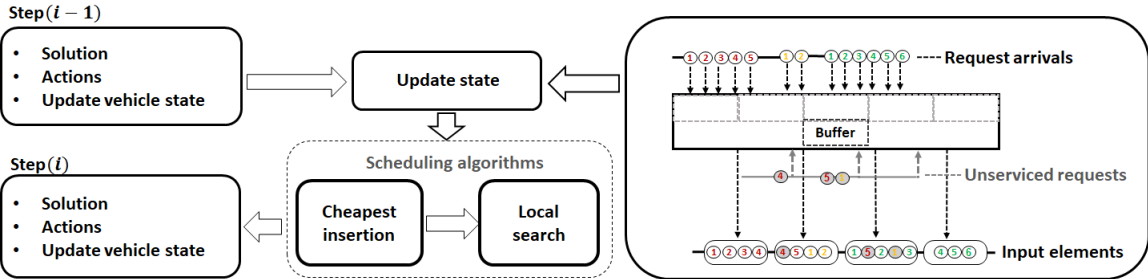 Step(i − 1)
• Solution
• Actions
• Update vehicle state
Update state
Step(i)
• Solution
• Actions
• Update vehicle state
Scheduling algorithms
Cheapest
insertion
Local
search
1 2 3 4 5 1 2 1 2 3 4 5 6
Request arrivals
Buffer
4 5 1
Unserviced requests
1 2 3 4 4 5 1 2 1 5 2 1 3 4 5 6
Input elements